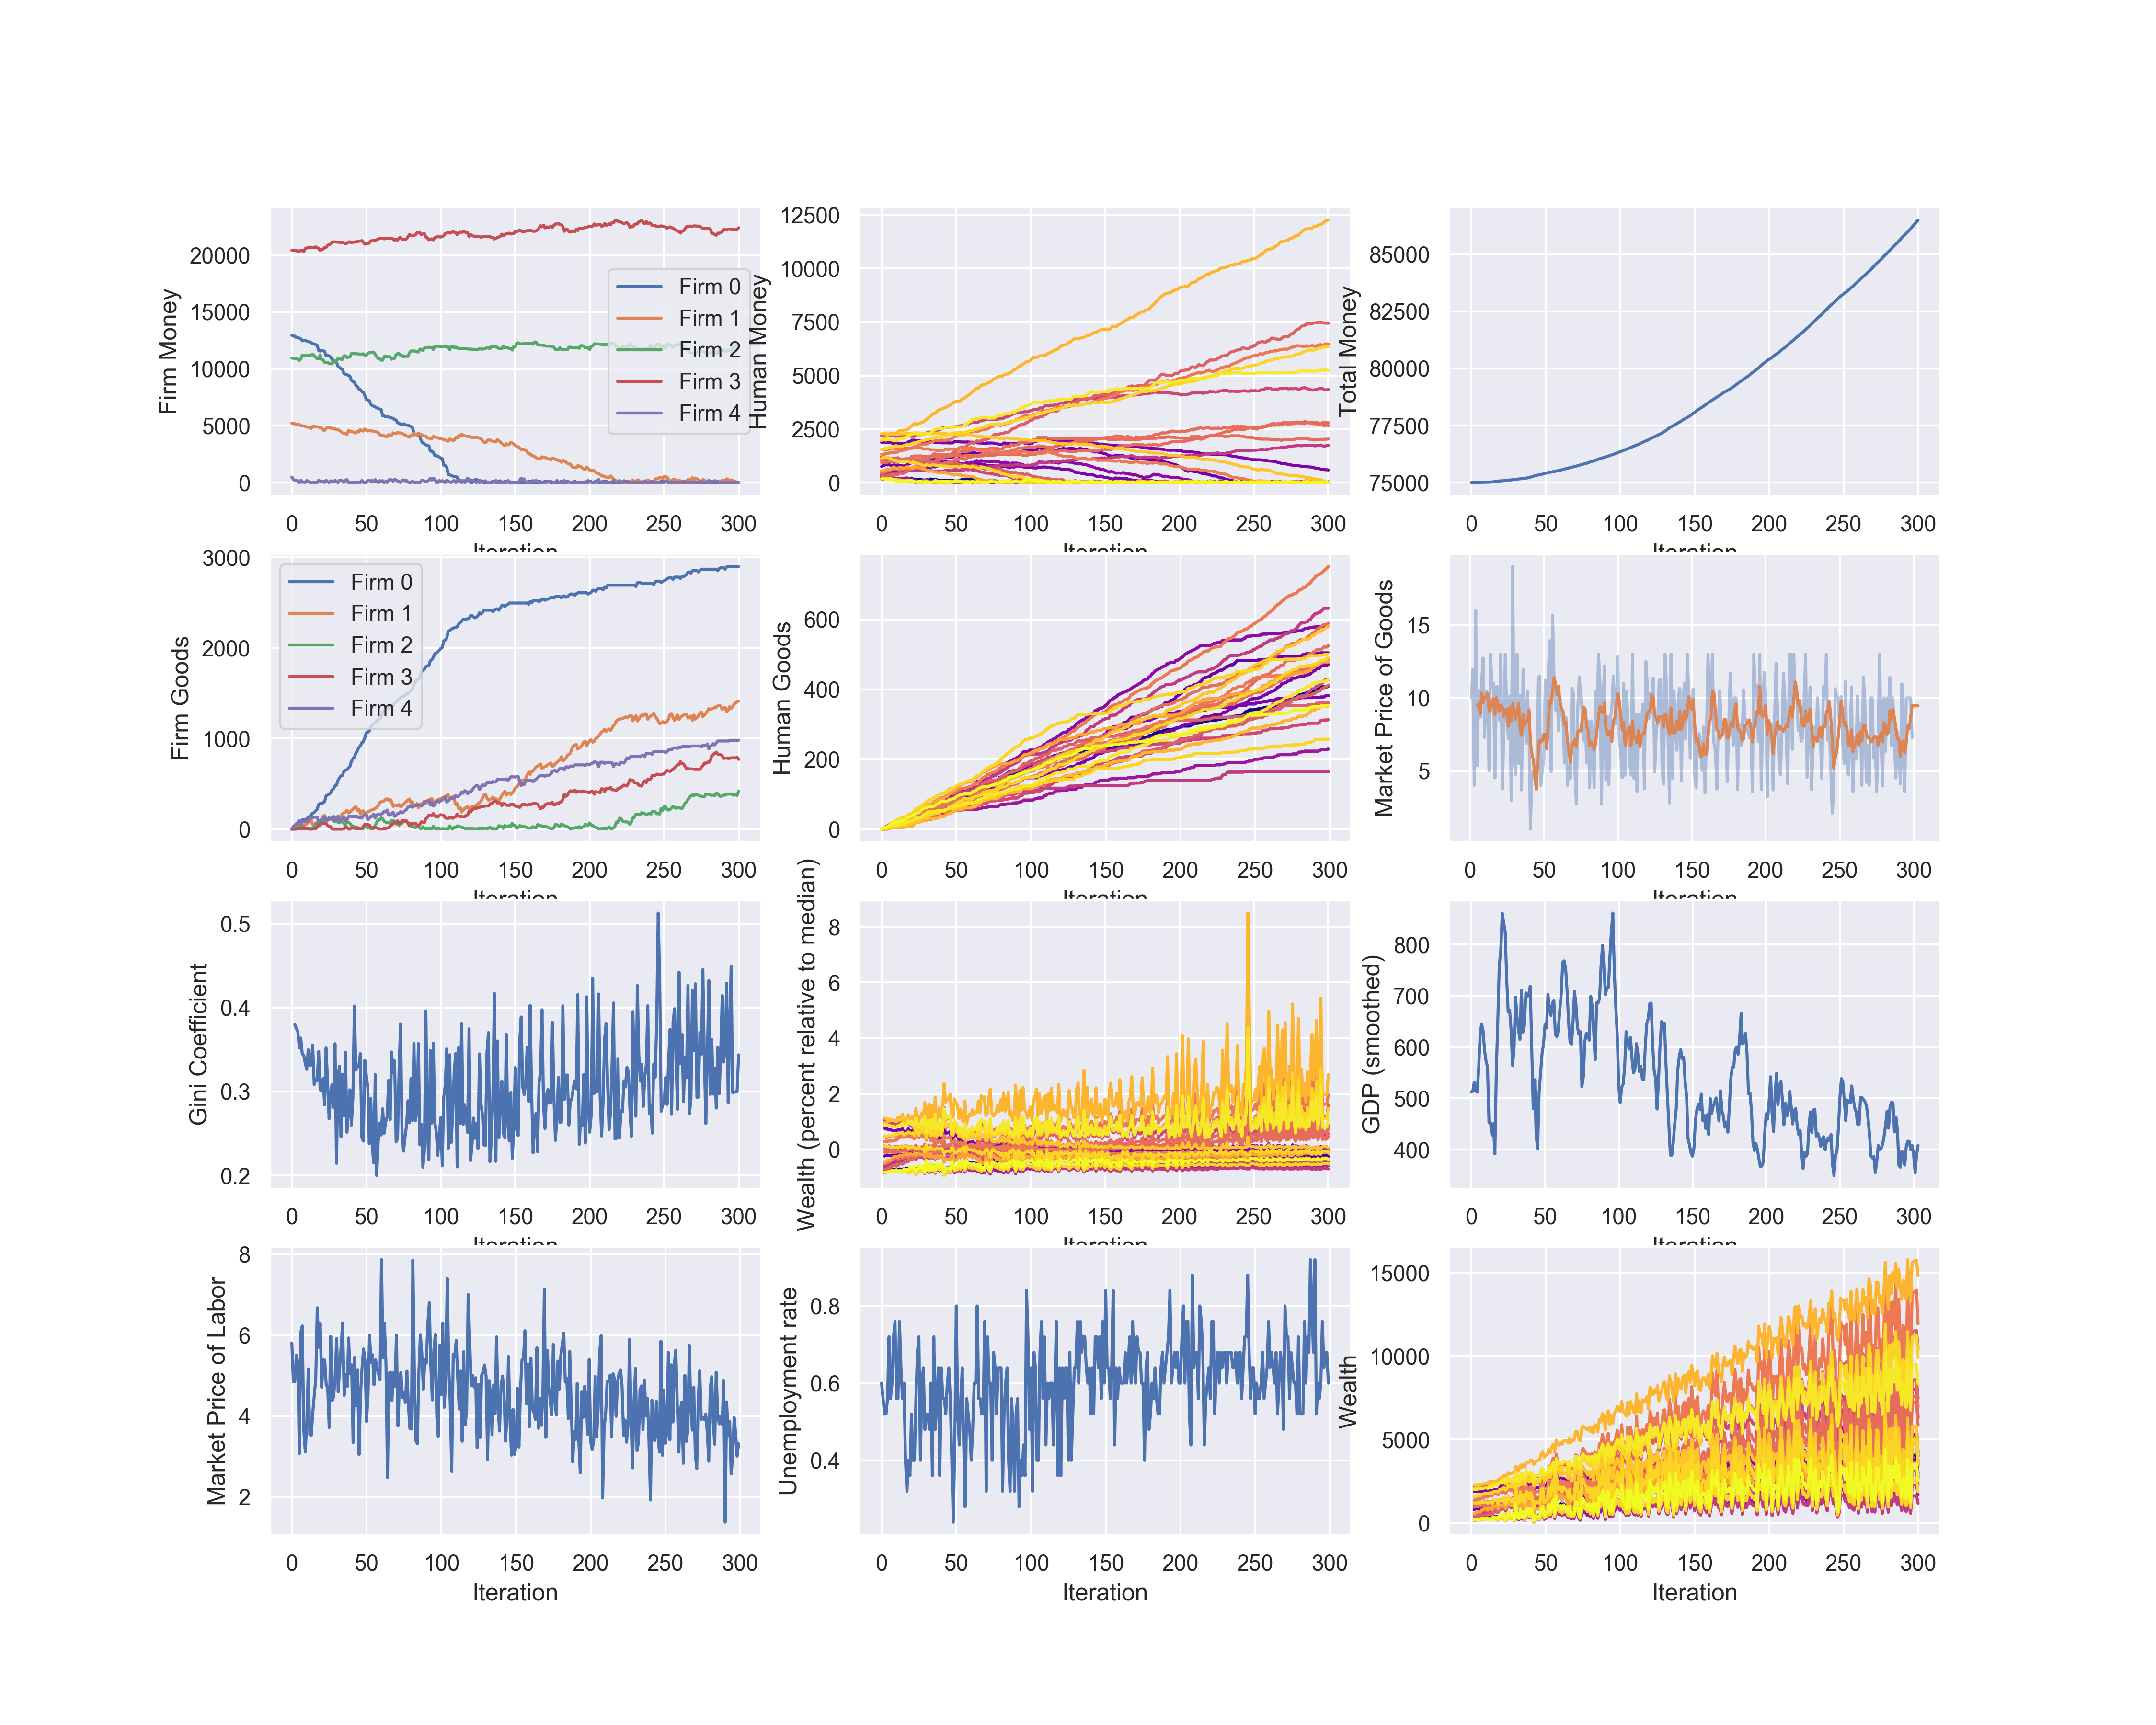 Firm Money
20000
15000
10000
5000
0
Firm 0
Firm 1
Firm 2
Firm 3
Firm 4
0 50 100 150 200 250 300
Iteration
Human Money
12500
10000
7500
5000
2500
0
0 50 100 150 200 250 300
Iteration
Total Money
85000
82500
80000
77500
75000
0 50 100 150 200 250 300
Iteration
Firm Goods
3000
2000
1000
0
Firm 0
Firm 1
Firm 2
Firm 3
Firm 4
0 50 100 150 200 250 300
Iteration
Human Goods
600
400
200
0
0 50 100 150 200 250 300
Iteration
Market Price of Goods
15
10
5
0 50 100 150 200 250 300
Iteration
Gini Coefficient
0.5
0.4
0.3
0.2
0 50 100 150 200 250 300
Iteration
Wealth (percent relative to median)
8
6
4
2
0
0 50 100 150 200 250 300
Iteration
GDP (smoothed)
800
700
600
500
400
0 50 100 150 200 250 300
Iteration
Market Price of Labor
8
6
4
2
0 50 100 150 200 250 300
Iteration
Unemployment rate
0.8
0.6
0.4
0 50 100 150 200 250 300
Iteration
Wealth
15000
10000
5000
0
0 50 100 150 200 250 300
Iteration